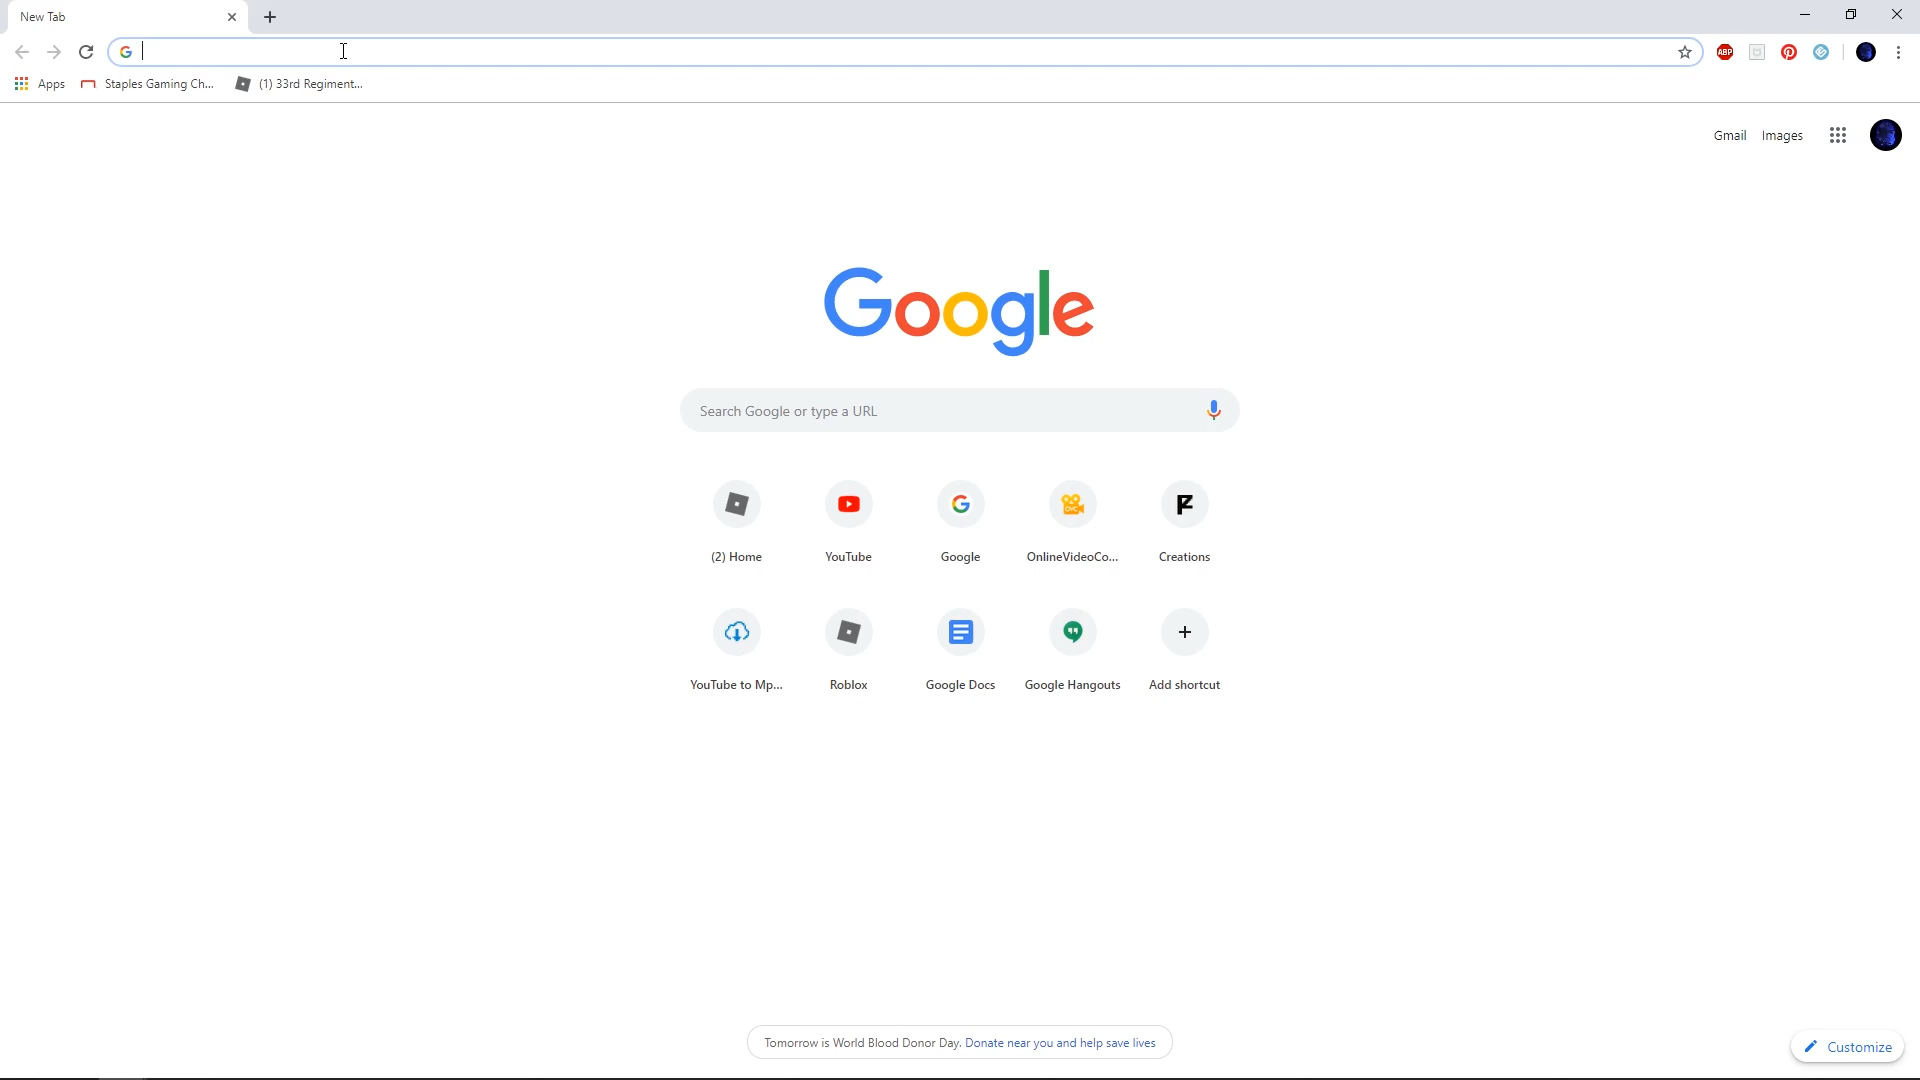 New Tab
Apps Staples Gaming Ch... (1) 33rd Regiment...
ABP
Gmail Images
Google
Search Google or type a URL
(2) Home YouTube Google OnlineVideoCo... Creations
YouTube to Mp... Roblox Google Docs Google Hangouts Add shortcut
Tomorrow is World Blood Donor Day. Donate near you and help save lives
Customize